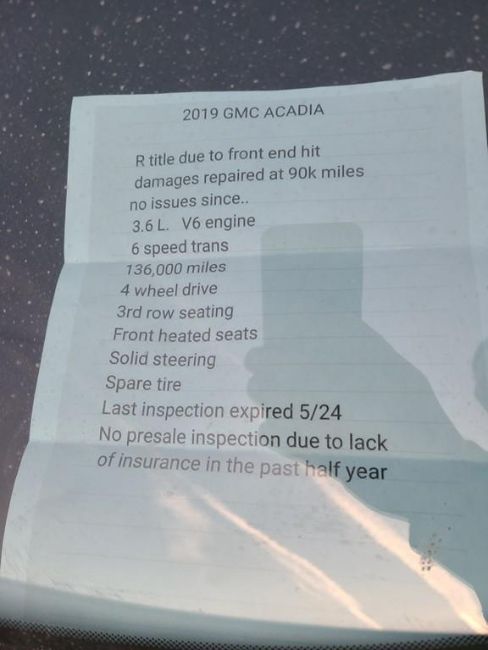 2019 GMC ACADIA
R title due to front end hit
damages repaired at 90k miles
no issues since..
3.6 L. V6 engine
6 speed trans
136,000 miles
4 wheel drive
3rd row seating
Front heated seats
Solid steering
Spare tire
Last inspection expired 5/24
No presale inspection due to lack
of insurance in the past half year